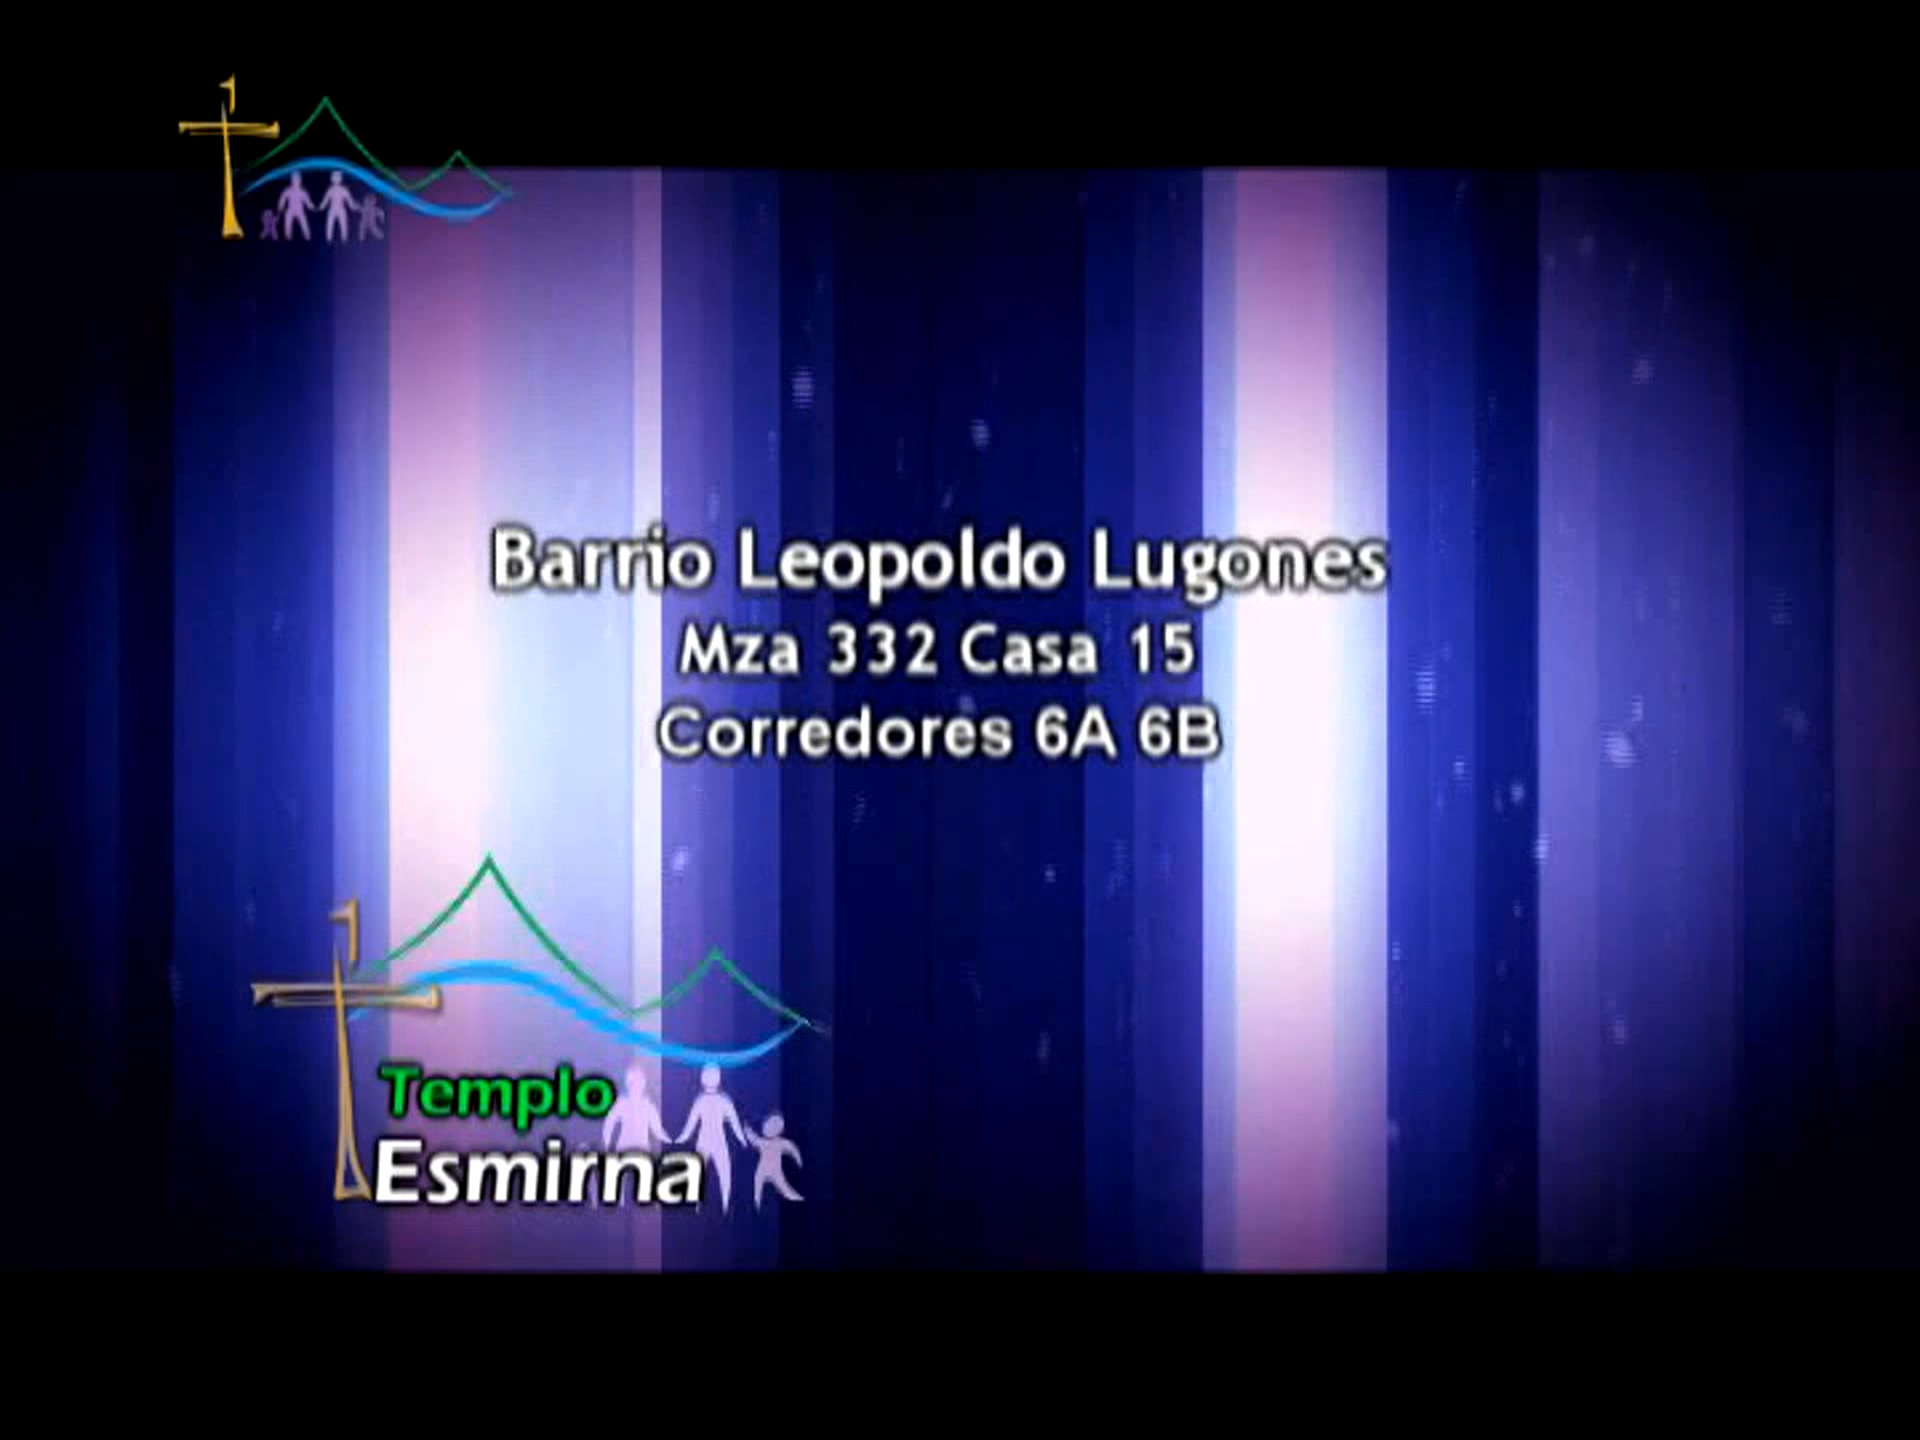 Barrio Leopoldo Lugones
Mza 332 Casa 15
Corredores 6A 6B
Templo
Esmirna